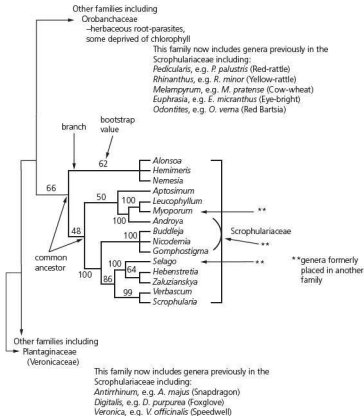 Other families including
Orobanchaceae
–herbaceous root-parasites,
some deprived of chlorophyll
This family now includes genera previously in the
Scrophulariaceae including:
Pedicularis, e.g. P. palustris (Red-rattle)
Rhinanthus, e.g. R. minor (Yellow-rattle)
Melampyrum, e.g. M. pratense (Cow-wheat)
Euphrasia, e.g. E. micranthus (Eye-bright)
Odontites, e.g. O. verna (Red Bartsia)
bootstrap
value
branch
62
66
Alonsoa
Hemimeris
Nemesia
50
Aptosimum
100
Leucophyllum
Myoporum
**
100
Androya
48
Scrophulariaceae
100
Buddleja
Nicodemia
**
Gomphostigma
common
ancestor
100
100
Selago
**
**genera formerly
placed in another
family
64
Hebenstretia
86
Zaluzianskya
99
Verbascum
Scrophularia
Other families including
Plantaginaceae
(Veronicaceae)
This family now includes genera previously in the
Scrophulariaceae including:
Antirrhinum, e.g. A. majus (Snapdragon)
Digitalis, e.g. D. purpurea (Foxglove)
Veronica, e.g. V. officinalis (Speedwell)